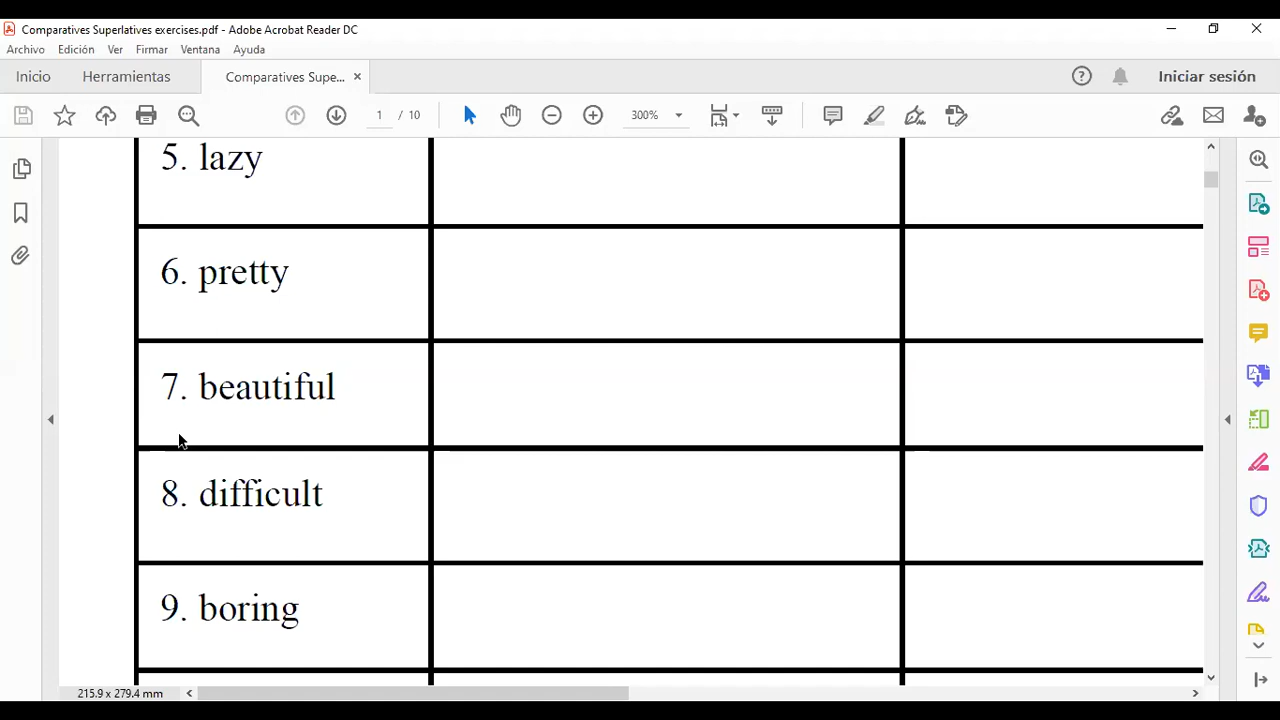 Comparatives Superlatives exercises.pdf - Adobe Acrobat Reader DC
Archivo Edición Ver Firmar Ventana Ayuda
Inicio Herramientas Comparatives Supe... × Iniciar sesión
1 / 10 300%
5. lazy
6. pretty
7. beautiful
8. difficult
9. boring
215.9 x 279.4 mm